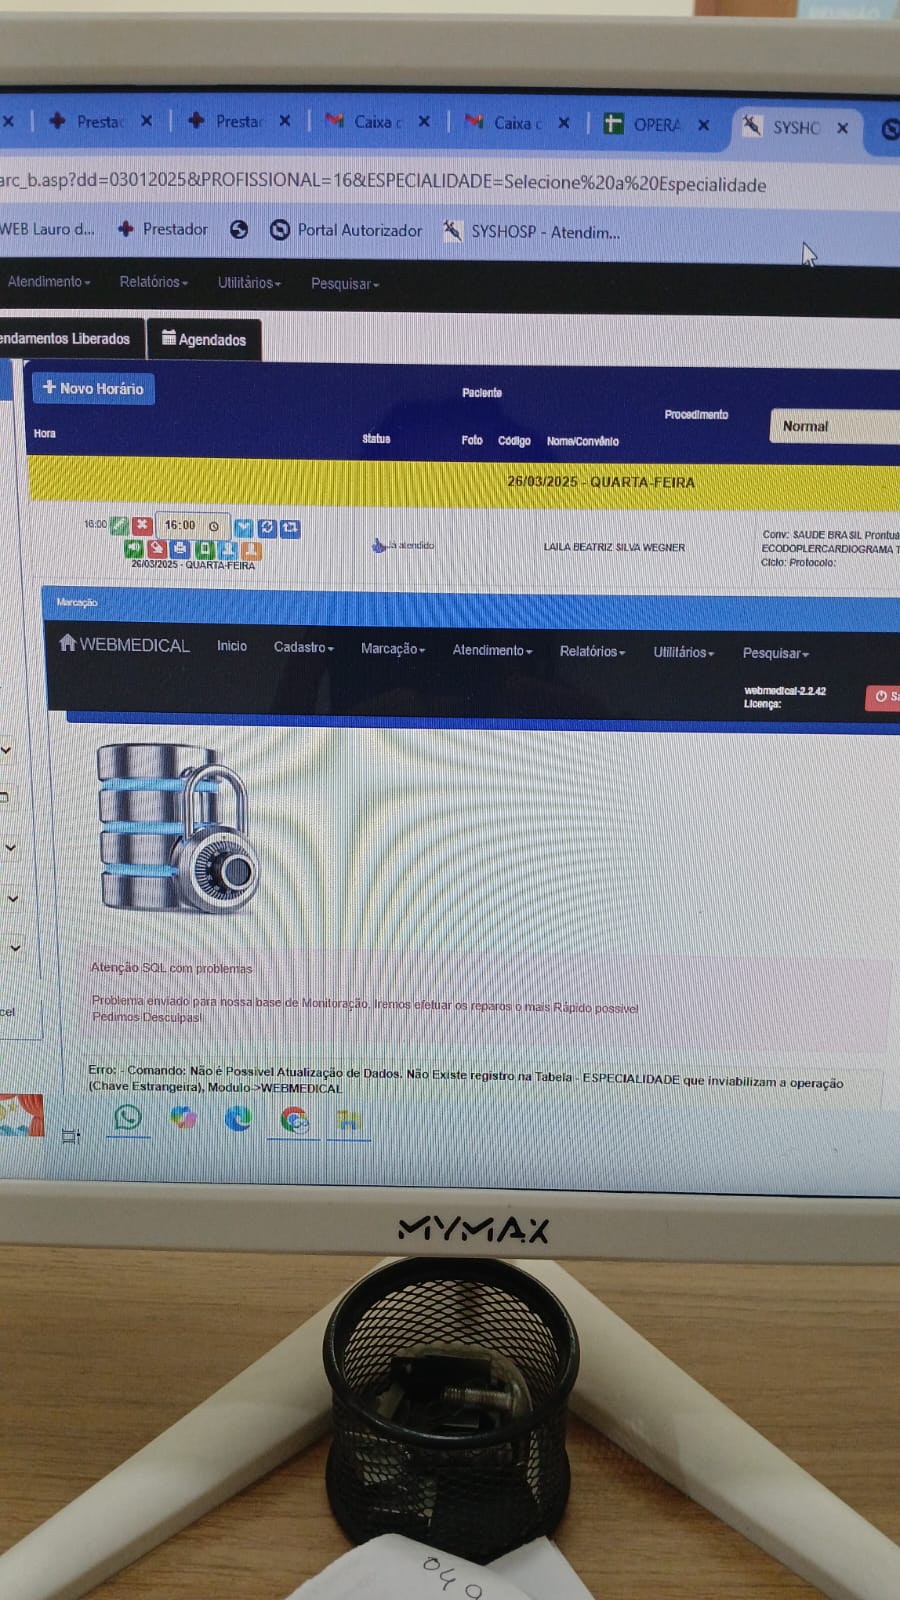 REUNIÃO
Presta
Presta
Caixa c
Caixa c
OPERA
SYSHO
arc_b.asp?dd=03012025&PROFISSIONAL=16&ESPECIALIDADE=Selecione%20a%20Especialidade
WEB Lauro d...
Prestador
Portal Autorizador
SYSHOSP - Atendim...
Atendimento
Relatórios
Utilitários
Pesquisar
endamentos Liberados
Agendados
+ Novo Horário
Paciente
Procedimento
Normal
Hora
Status
Foto Código Nome/Convênio
26/03/2025 - QUARTA-FEIRA
16:00
16:00
Já atendido
LAILA BEATRIZ SILVA WEGNER
Conv: SAUDE BRASIL Prontuá
ECODOPLERCARDIOGRAMA T
Ciclo: Protocolo:
26/03/2025 - QUARTA-FEIRA
Marcação
WEBMEDICAL
Inicio
Cadastro
Marcação
Atendimento
Relatórios
Utilitários
Pesquisar
webmedical-2.2.42
Licença:
Sa
Atenção SQL com problemas
Problema enviado para nossa base de Monitoração, Iremos efetuar os reparos o mais Rápido possivel
Pedimos Desculpas!
cel
Erro: - Comando: Não é Possivel Atualização de Dados. Não Existe registro na Tabela - ESPECIALIDADE que inviabilizam a operação
(Chave Estrangeira), Modulo->WEBMEDICAL
MYMAX
049